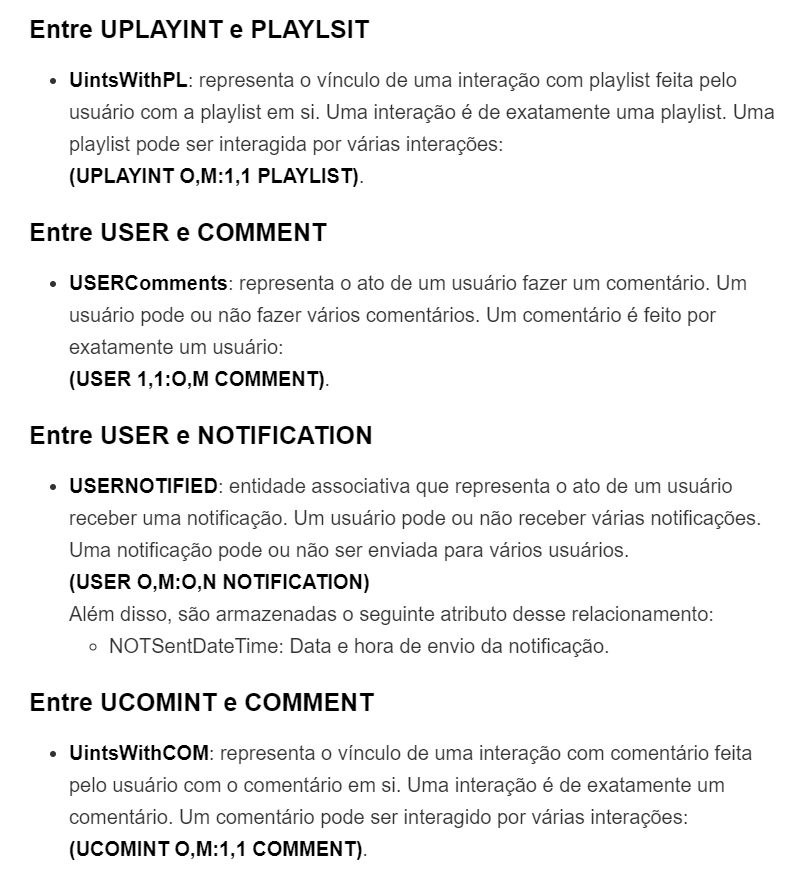 Entre UPLAYINT e PLAYLSIT
• UintsWithPL: representa o vínculo de uma interação com playlist feita pelo
usuário com a playlist em si. Uma interação é de exatamente uma playlist. Uma
playlist pode ser interagida por várias interações:
(UPLAYINT O,M:1,1 PLAYLIST).
Entre USER e COMMENT
• USERComments: representa o ato de um usuário fazer um comentário. Um
usuário pode ou não fazer vários comentários. Um comentário é feito por
exatamente um usuário:
(USER 1,1:O,M COMMENT).
Entre USER e NOTIFICATION
• USERNOTIFIED: entidade associativa que representa o ato de um usuário
receber uma notificação. Um usuário pode ou não receber várias notificações.
Uma notificação pode ou não ser enviada para vários usuários.
(USER O,M:O,N NOTIFICATION)
Além disso, são armazenadas o seguinte atributo desse relacionamento:
◦ NOTSentDateTime: Data e hora de envio da notificação.
Entre UCOMINT e COMMENT
• UintsWithCOM: representa o vínculo de uma interação com comentário feita
pelo usuário com o comentário em si. Uma interação é de exatamente um
comentário. Um comentário pode ser interagido por várias interações:
(UCOMINT O,M:1,1 COMMENT).